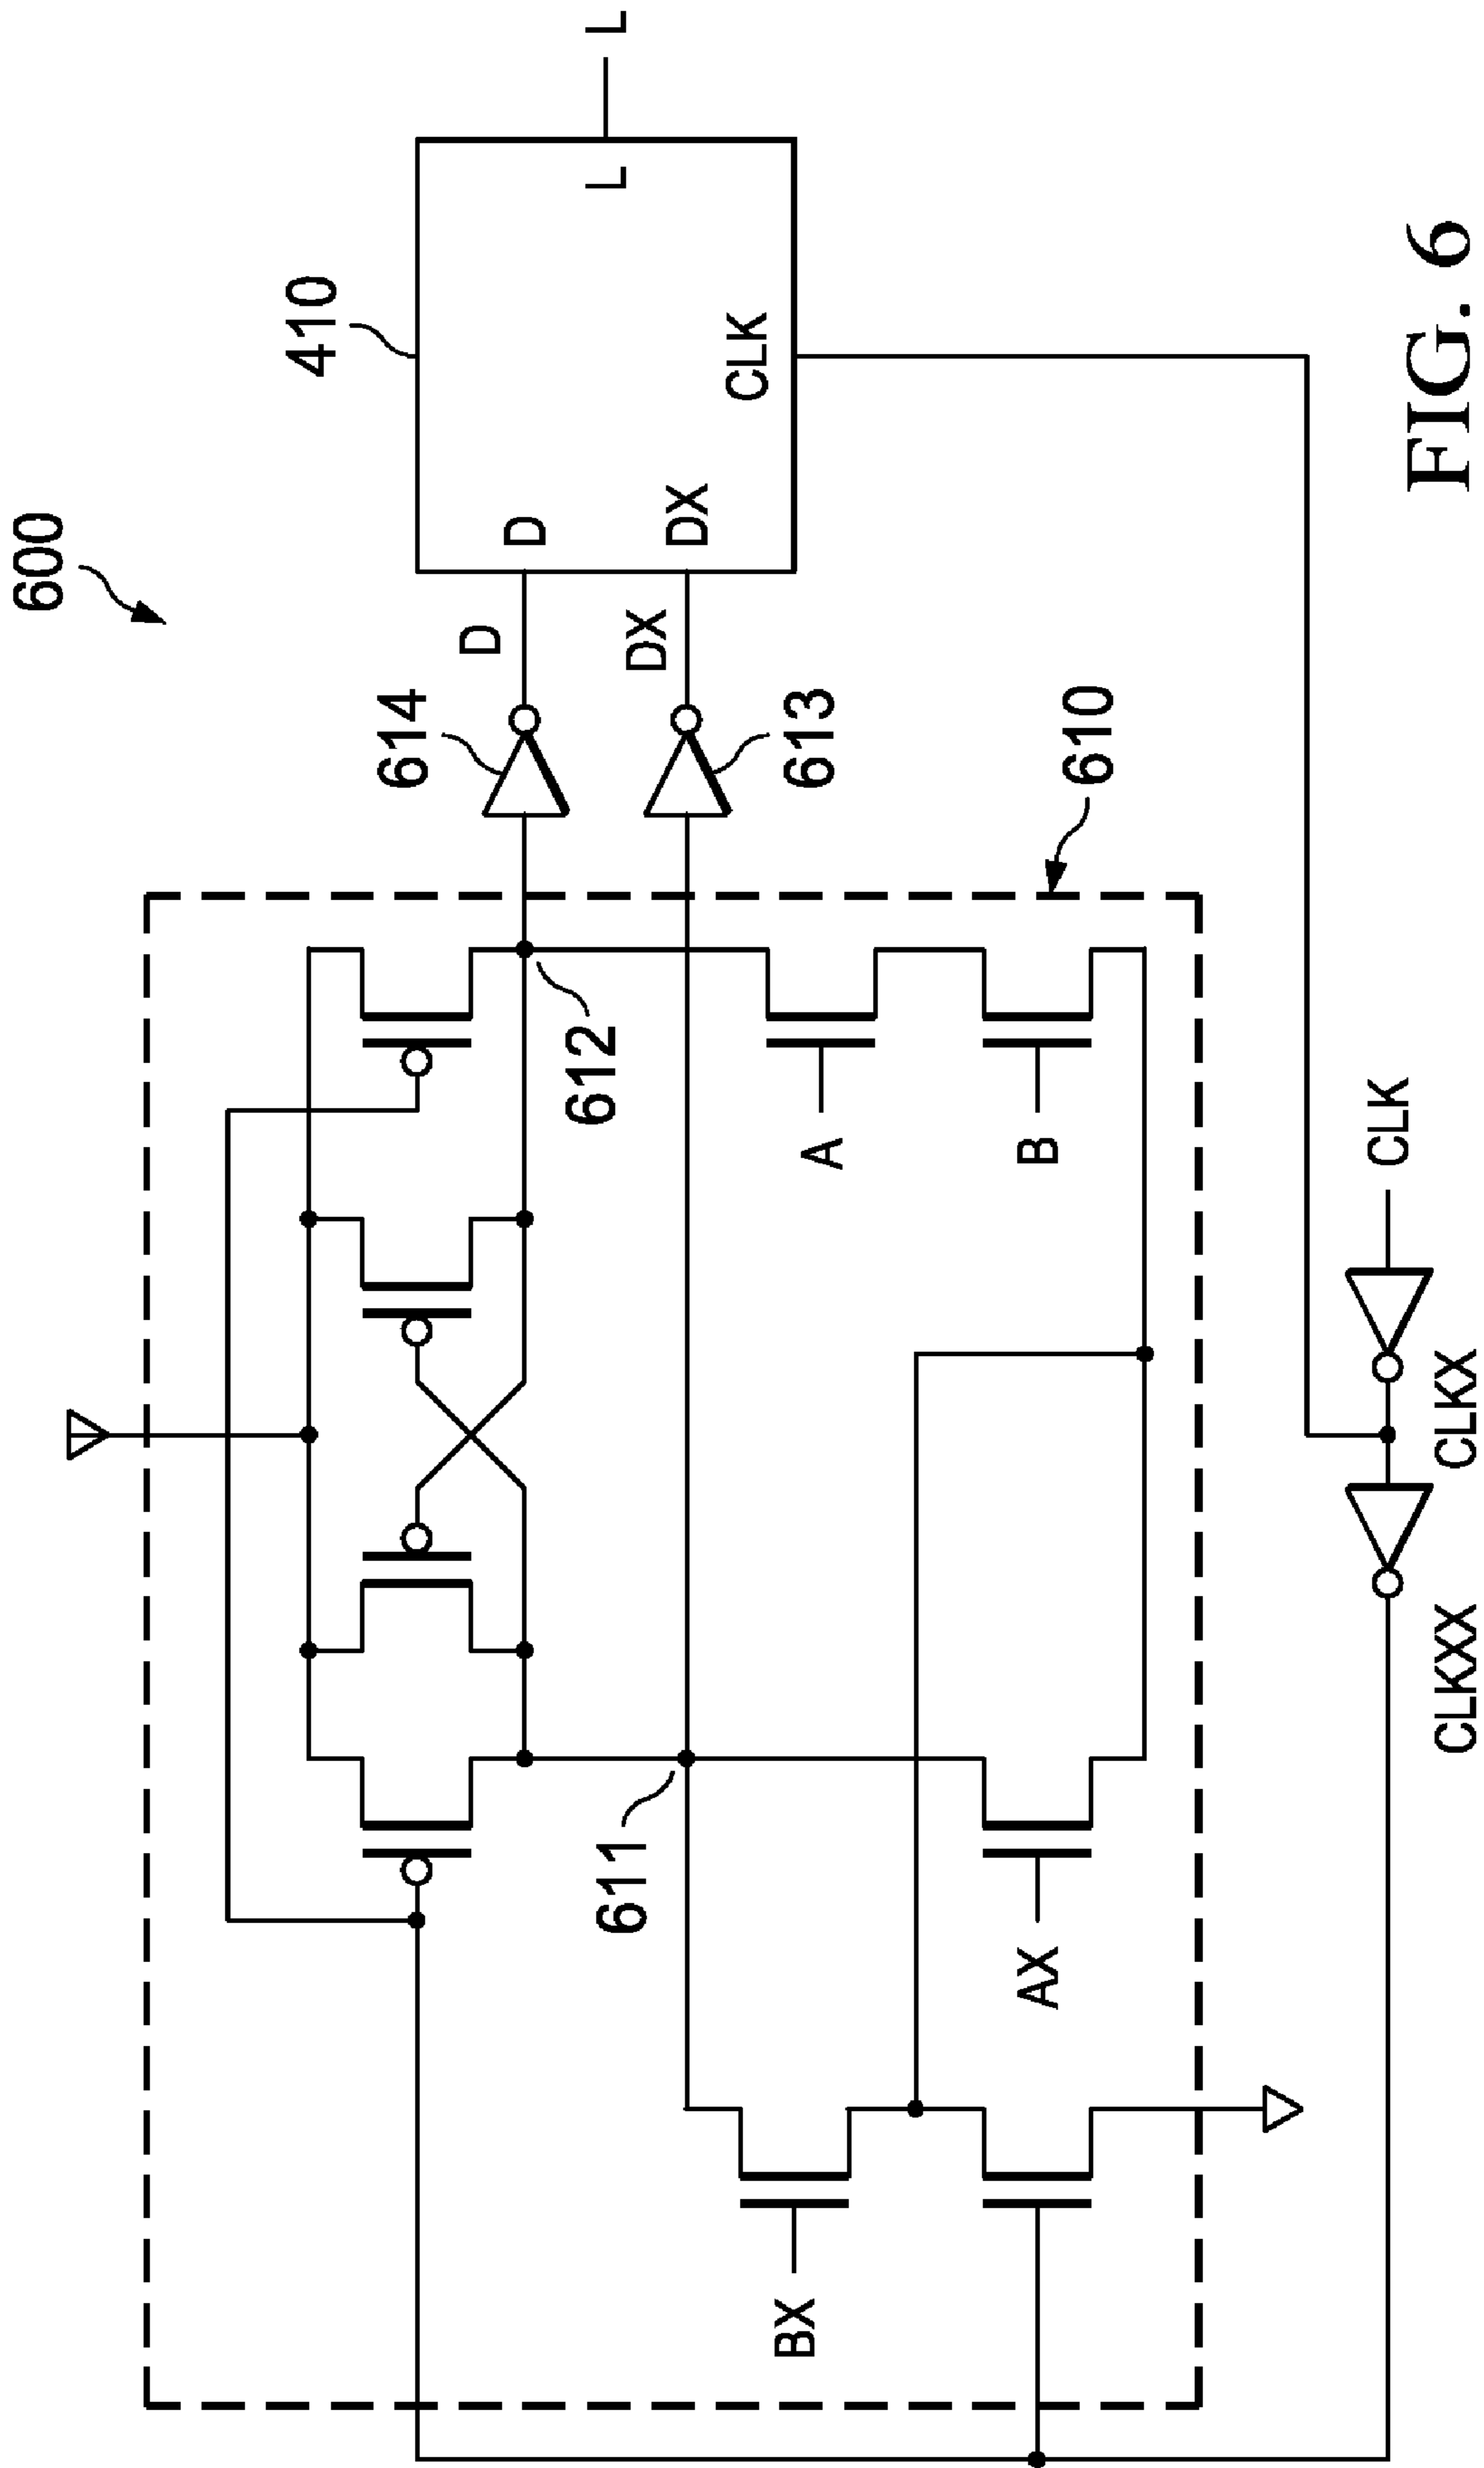 600
410
L
L
D
DX
CLK
D
DX
614
613
610
612
A
B
611
AX
BX
CLK
CLKX
CLKXX
FIG. 6